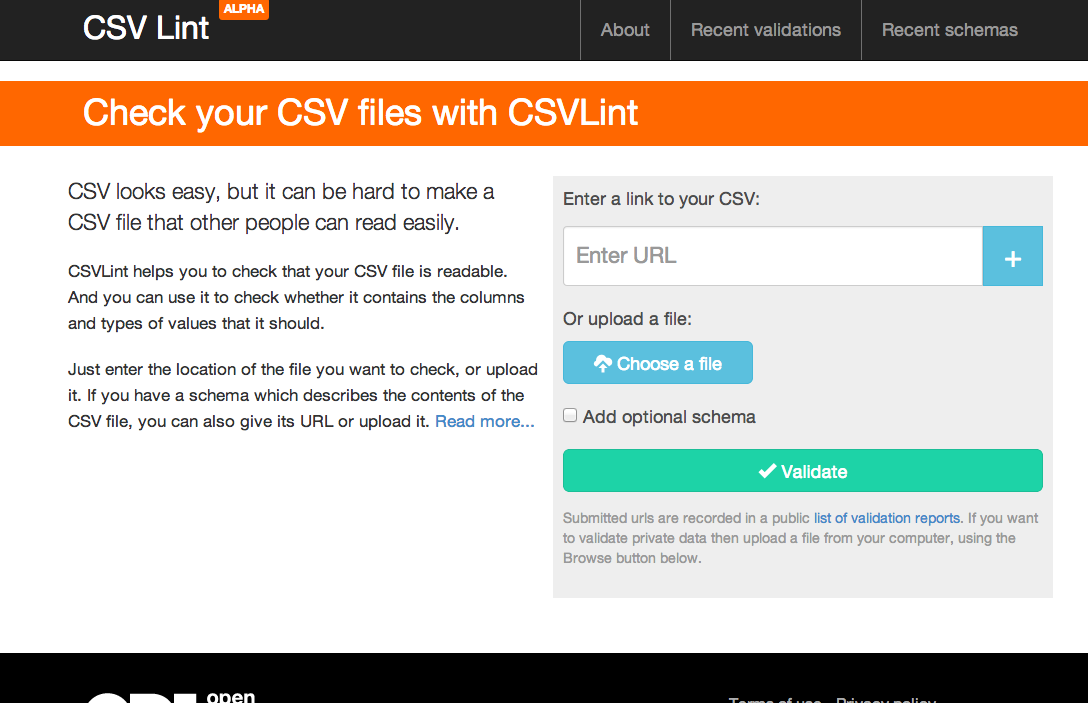 CSV Lint
ALPHA
About
Recent validations
Recent schemas
Check your CSV files with CSVLint
CSV looks easy, but it can be hard to make a
CSV file that other people can read easily.
CSVLint helps you to check that your CSV file is readable.
And you can use it to check whether it contains the columns
and types of values that it should.
Just enter the location of the file you want to check, or upload
it. If you have a schema which describes the contents of the
CSV file, you can also give its URL or upload it. Read more...
Enter a link to your CSV:
Enter URL
+
Or upload a file:
Choose a file
Add optional schema
Validate
Submitted urls are recorded in a public list of validation reports. If you want
to validate private data then upload a file from your computer, using the
Browse button below.
open
Terms of use
Privacy policy